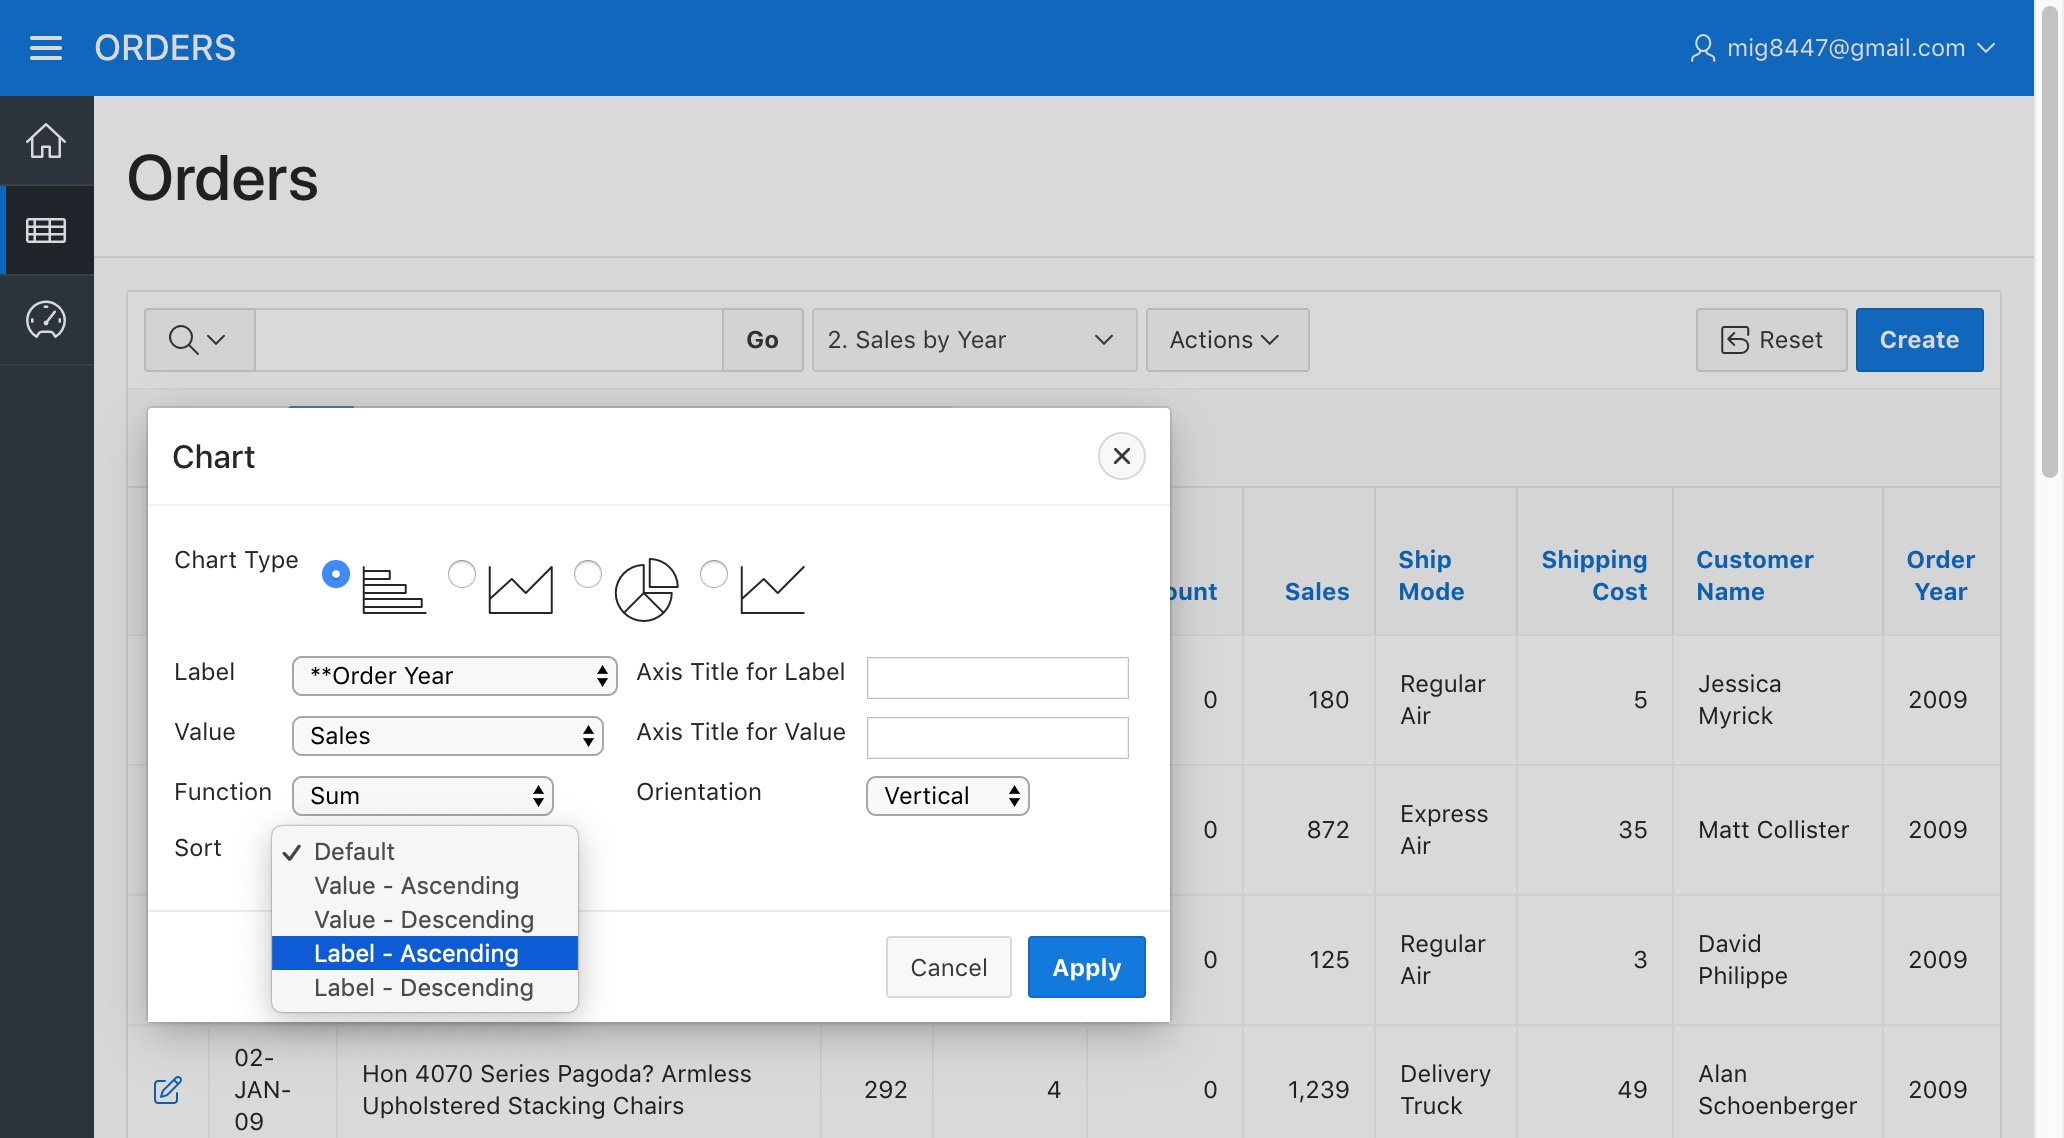 ORDERS
mig8447@gmail.com
Orders
Go
2. Sales by Year
Actions
Reset
Create
Chart
Chart Type
Label
**Order Year
Axis Title for Label
Value
Sales
Axis Title for Value
Function
Sum
Orientation
Vertical
Sort
Default
Value - Ascending
Value - Descending
Label - Ascending
Label - Descending
Cancel
Apply
ount
Sales
Ship
Mode
Shipping
Cost
Customer
Name
Order
Year
0
180
Regular
Air
5
Jessica
Myrick
2009
0
872
Express
Air
35
Matt Collister
2009
0
125
Regular
Air
3
David
Philippe
2009
02-
JAN-
09
Hon 4070 Series Pagoda? Armless
Upholstered Stacking Chairs
292
4
0
1,239
Delivery
Truck
49
Alan
Schoenberger
2009